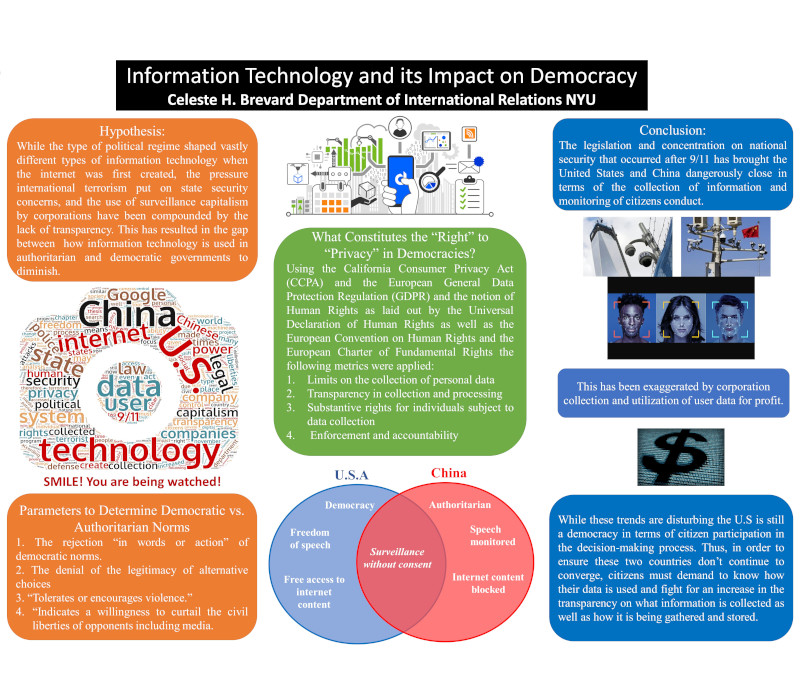 Information Technology and its Impact on Democracy
Celeste H. Brevard Department of International Relations NYU
Hypothesis:
While the type of political regime shaped vastly
different types of information technology when
the internet was first created, the pressure
international terrorism put on state security
concerns, and the use of surveillance capitalism
by corporations have been compounded by the
lack of transparency. This has resulted in the gap
between how information technology is used in
authoritarian and democratic governments to
diminish.
Google
China
Chinese
world
freedom
internet
U.S.
times
power
policy
state
law
legal
human
security
data
privacy
user
political
9/11
company
capitalism
system
transparency
rights
collected
companies
terrorist
technology
defense
create
collection
SMILE! You are being watched!
Parameters to Determine Democratic vs.
Authoritarian Norms
1. The rejection “in words or action” of
democratic norms.
2. The denial of the legitimacy of alternative
choices
3. “Tolerates or encourages violence.”
4. “Indicates a willingness to curtail the civil
liberties of opponents including media.
What Constitutes the “Right” to
“Privacy” in Democracies?
Using the California Consumer Privacy Act
(CCPA) and the European General Data
Protection Regulation (GDPR) and the notion of
Human Rights as laid out by the Universal
Declaration of Human Rights as well as the
European Convention on Human Rights and the
European Charter of Fundamental Rights the
following metrics were applied:
1. Limits on the collection of personal data
2. Transparency in collection and processing
3. Substantive rights for individuals subject to
data collection
4. Enforcement and accountability
U.S.A
China
Democracy
Freedom
of speech
Free access to
internet
content
Surveillance
without consent
Authoritarian
Speech
monitored
Internet content
blocked
Conclusion:
The legislation and concentration on national
security that occurred after 9/11 has brought the
United States and China dangerously close in
terms of the collection of information and
monitoring of citizens conduct.
This has been exaggerated by corporation
collection and utilization of user data for profit.
While these trends are disturbing the U.S is still
a democracy in terms of citizen participation in
the decision-making process. Thus, in order to
ensure these two countries don’t continue to
converge, citizens must demand to know how
their data is used and fight for an increase in the
transparency on what information is collected as
well as how it is being gathered and stored.